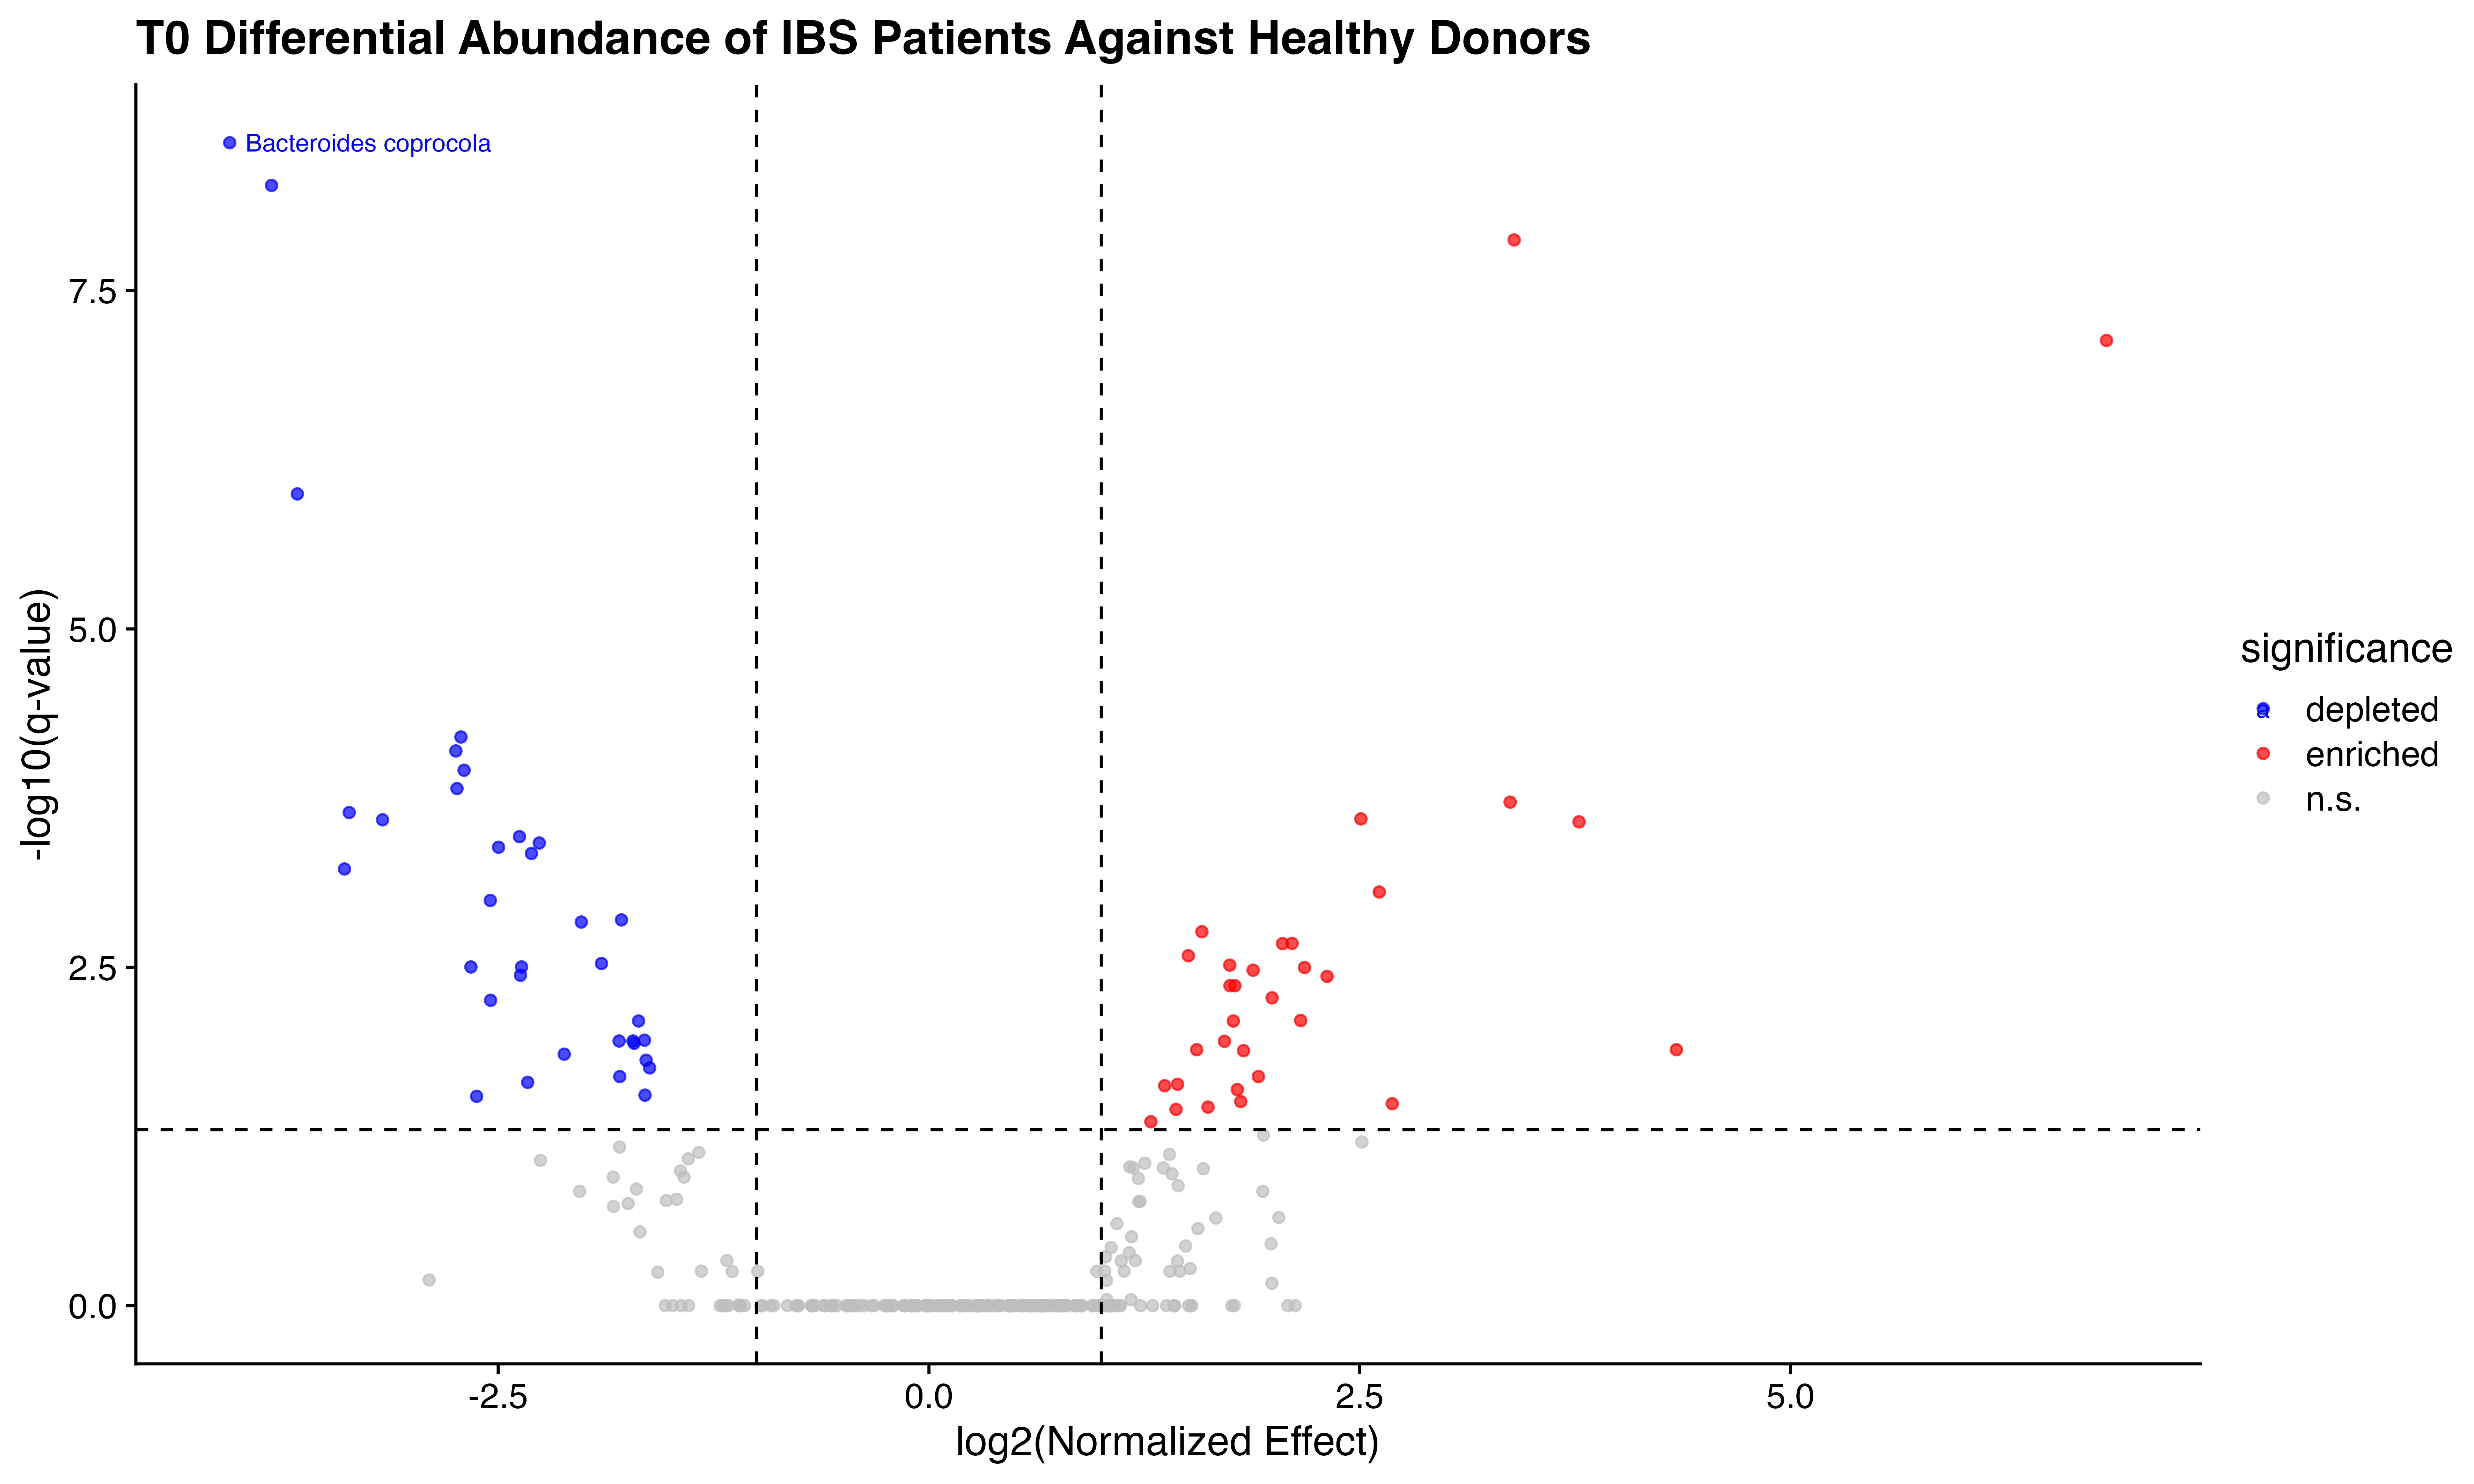 T0 Differential Abundance of IBS Patients Against Healthy Donors
Bacteroides coprocola
7.5
5.0
2.5
0.0
-log10(q-value)
-2.5
0.0
2.5
5.0
log2(Normalized Effect)
significance
a depleted
enriched
n.s.